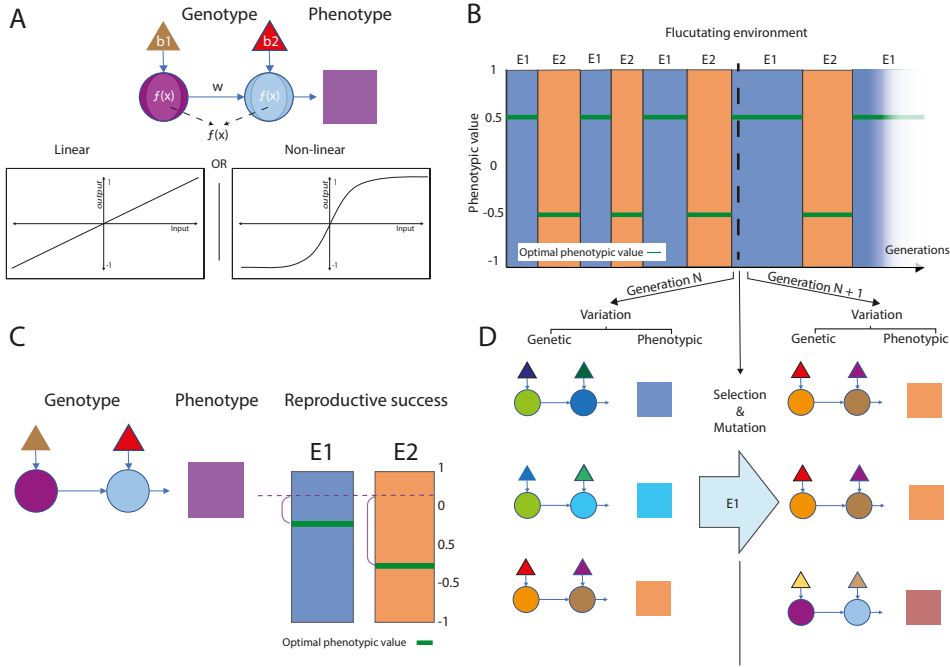 A
Genotype
Phenotype
b1
b2
f(x)
w
f(x)
f(x)
Linear
OR
Non-linear
output
1
Input
-1
output
1
Input
-1
B
Flucutating environment
E1
E2
E1
E2
E1
E2
E1
E2
E1
Phenotypic value
1
0.5
0
-0.5
-1
Optimal phenotypic value
Generations
Generation N
Generation N + 1
C
Genotype
Phenotype
Reproductive success
E1
E2
1
0
0.5
-0.5
-1
Optimal phenotypic value
D
Variation
Genetic
Phenotypic
Selection
&
Mutation
E1
Variation
Genetic
Phenotypic